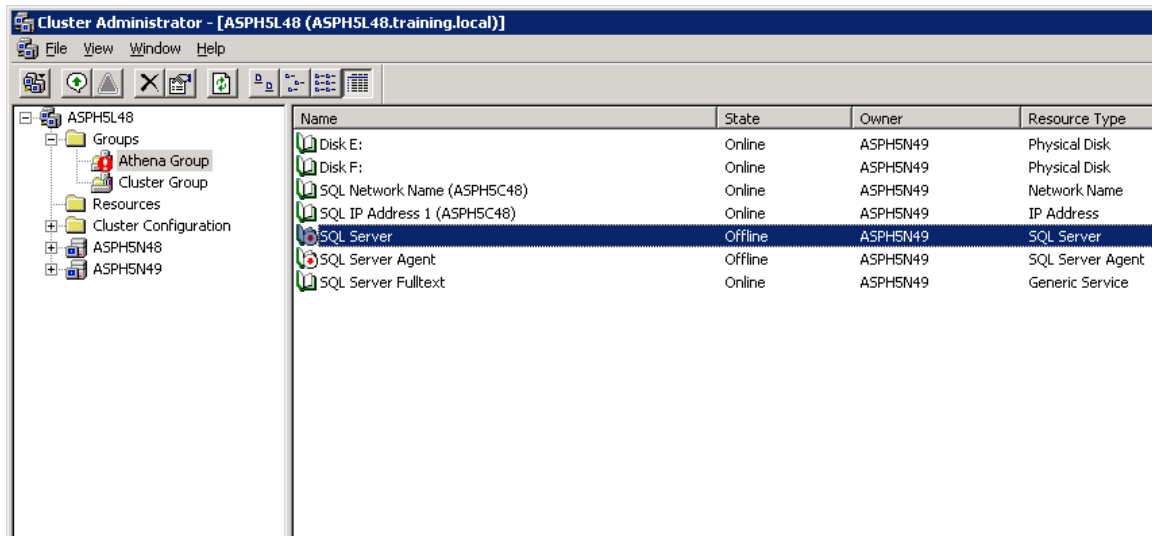 Cluster Administrator - [ASPH5L48 (ASPH5L48.training.local)]
File View Window Help
ASPH5L48
Groups
Athena Group
Cluster Group
Resources
Cluster Configuration
ASPH5N48
ASPH5N49
Name State Owner Resource Type
Disk E: Online ASPH5N49 Physical Disk
Disk F: Online ASPH5N49 Physical Disk
SQL Network Name (ASPH5C48) Online ASPH5N49 Network Name
SQL IP Address 1 (ASPH5C48) Online ASPH5N49 IP Address
SQL Server Offline ASPH5N49 SQL Server
SQL Server Agent Offline ASPH5N49 SQL Server Agent
SQL Server Fulltext Online ASPH5N49 Generic Service